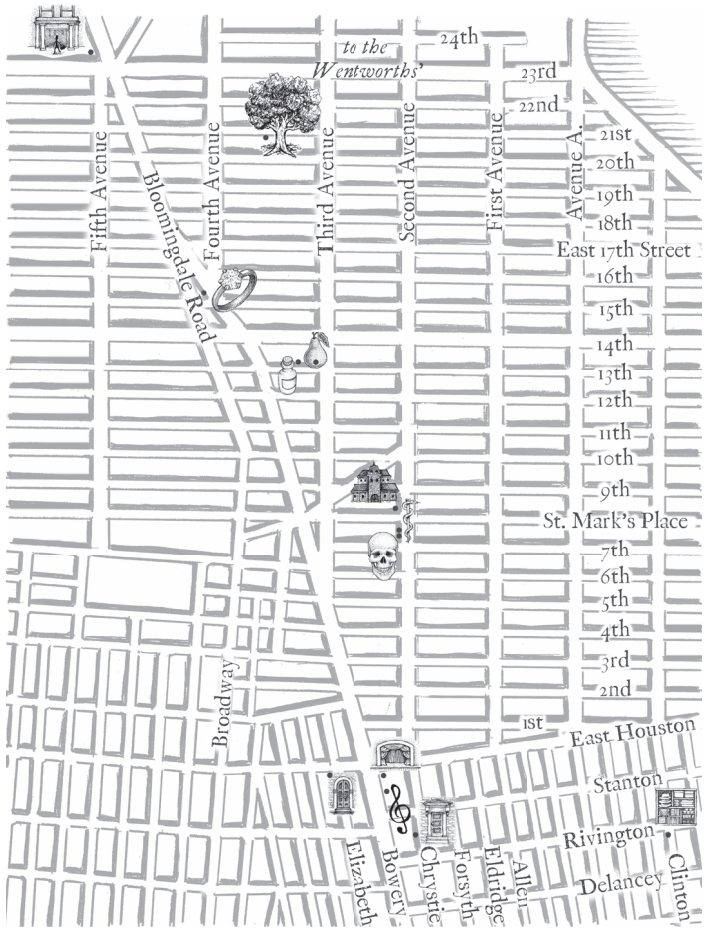 24th
to the
Wentworths'
23rd
22nd
21st
20th
19th
18th
East 17th Street
16th
15th
14th
13th
12th
11th
10th
9th
St. Mark's Place
7th
6th
5th
4th
3rd
2nd
1st
East Houston
Stanton
Rivington
Delancey
Fifth Avenue
Bloomingdale Road
Fourth Avenue
Third Avenue
Second Avenue
First Avenue
Avenue A.
Broadway
Elizabeth
Bowery
Chrystie
Forsyth
Eldridge
Allen
Clinton